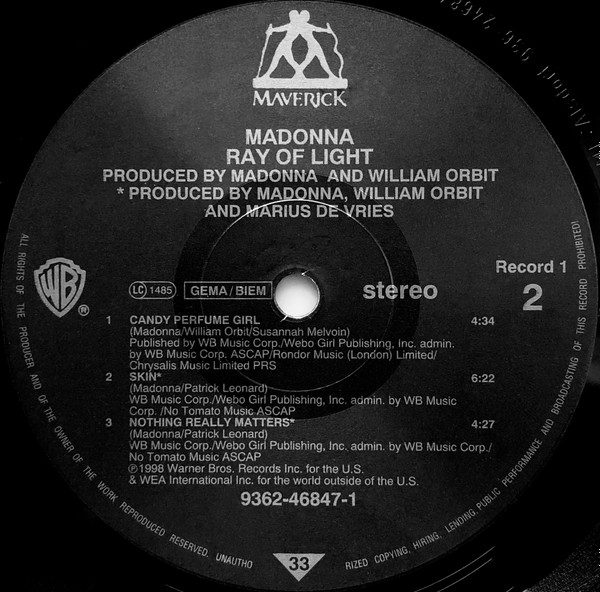 MAVERICK
MADONNA
RAY OF LIGHT
PRODUCED BY MADONNA AND WILLIAM ORBIT
* PRODUCED BY MADONNA, WILLIAM ORBIT
AND MARIUS DE VRIES
WB ®
LC 1485 GEMA/BIEM
stereo
Record 1
2
1 CANDY PERFUME GIRL 4:34
(Madonna/William Orbit/Susannah Melvoin)
Published by WB Music Corp./Webo Girl Publishing, Inc. admin.
by WB Music Corp. ASCAP/Rondor Music (London) Limited/
Chrysalis Music Limited PRS
2 SKIN* 6:22
(Madonna/Patrick Leonard)
WB Music Corp./Webo Girl Publishing, Inc. admin. by WB Music
Corp. /No Tomato Music ASCAP
3 NOTHING REALLY MATTERS* 4:27
(Madonna/Patrick Leonard)
WB Music Corp./Webo Girl Publishing, Inc. admin. by WB Music Corp./
No Tomato Music ASCAP
℗1998 Warner Bros. Records Inc. for the U.S.
& WEA International Inc. for the world outside of the U.S.
9362-46847-1
33
ALL RIGHTS OF THE PRODUCER AND OF THE OWNER OF THE WORK REPRODUCED RESERVED. UNAUTHO
RIZED COPYING, HIRING, LENDING, PUBLIC PERFORMANCE AND BROADCASTING OF THIS RECORD PROHIBITED!